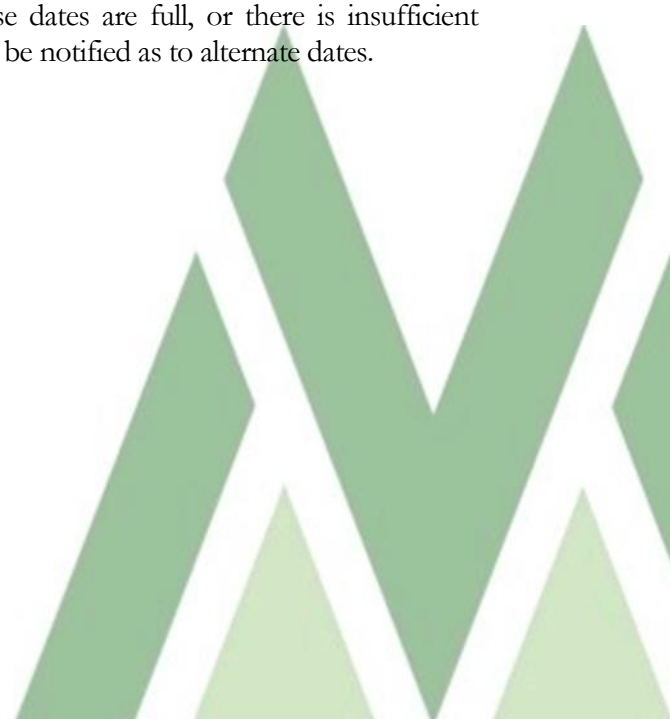 se dates are full, or there is insufficient
be notified as to alternate dates.